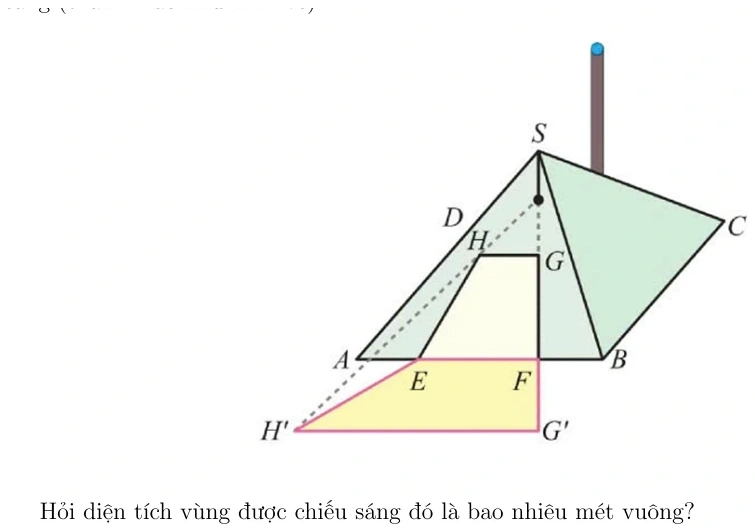 S
D
C
H
G
A
B
E
F
H'
G'
Hỏi diện tích vùng được chiếu sáng đó là bao nhiêu mét vuông?